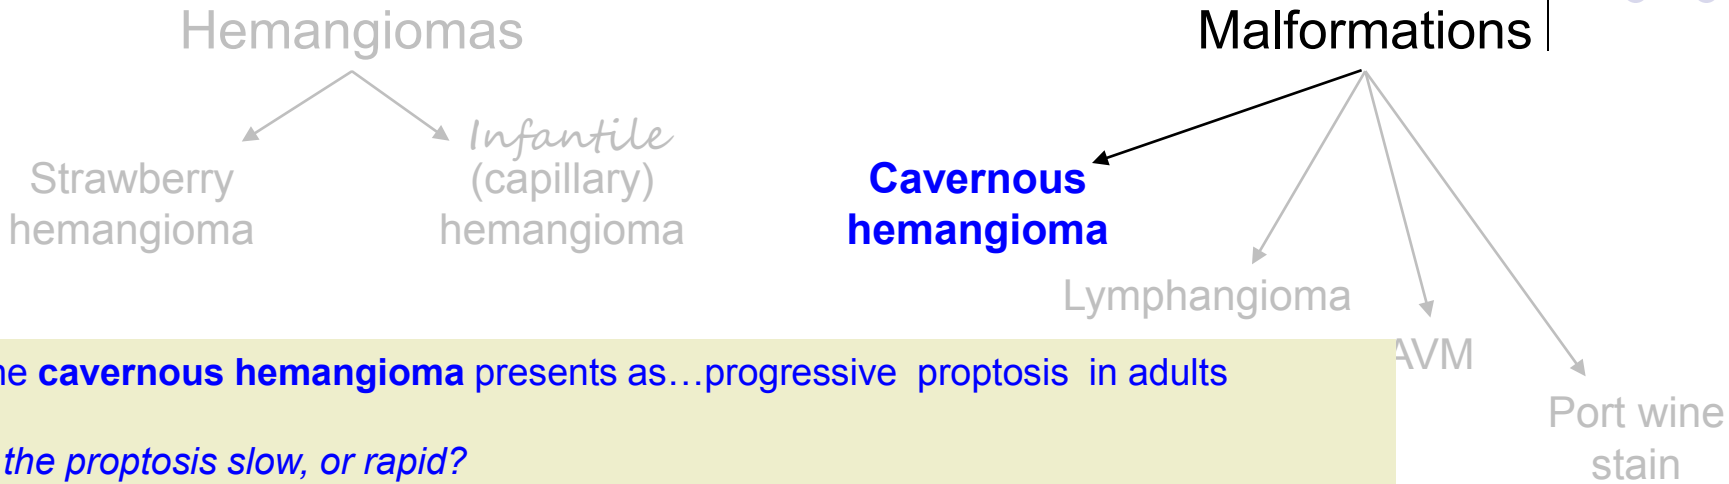 Hemangiomas
Malformations
Strawberry
hemangioma
Infantile
(capillary)
hemangioma
Cavernous
hemangioma
Lymphangioma
AVM
Port wine
stain
cavernous hemangioma presents as…progressive proptosis in adults
the proptosis slow, or rapid?